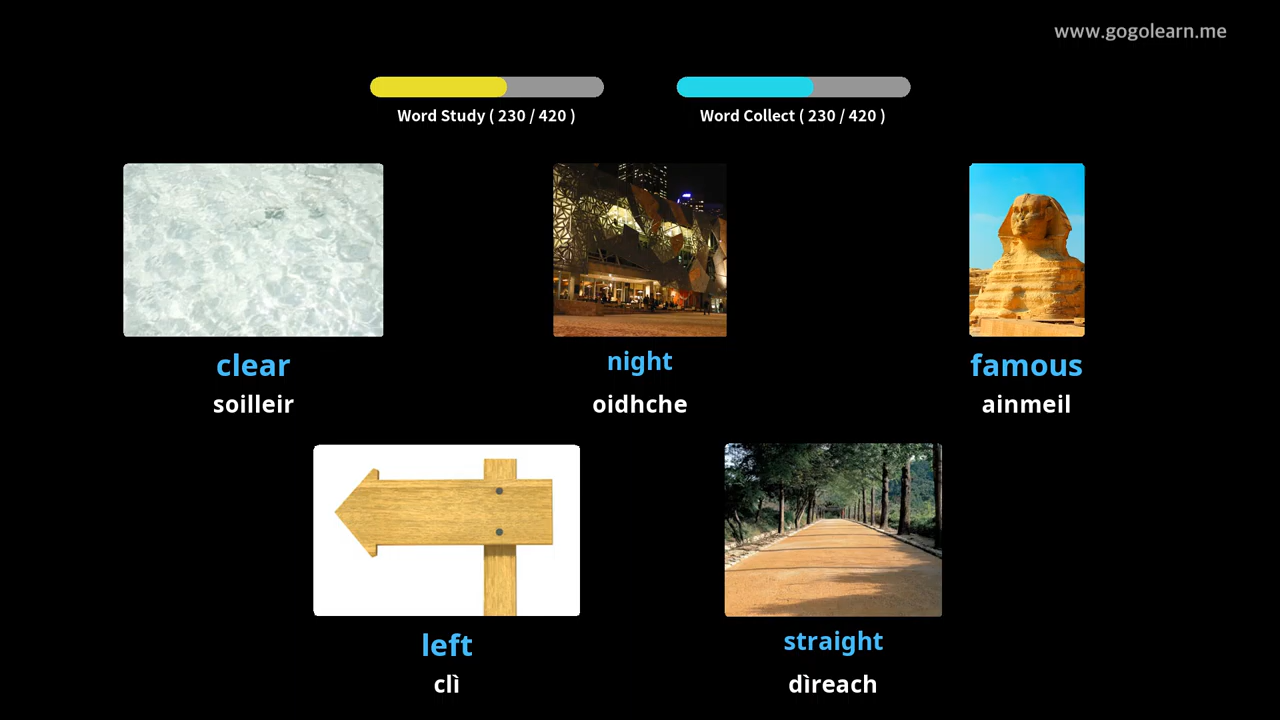 www.gogolearn.me
Word Study ( 230 / 420 )
Word Collect ( 230 / 420 )
clear
soilleir
night
oidhche
famous
ainmeil
left
clì
straight
dìreach